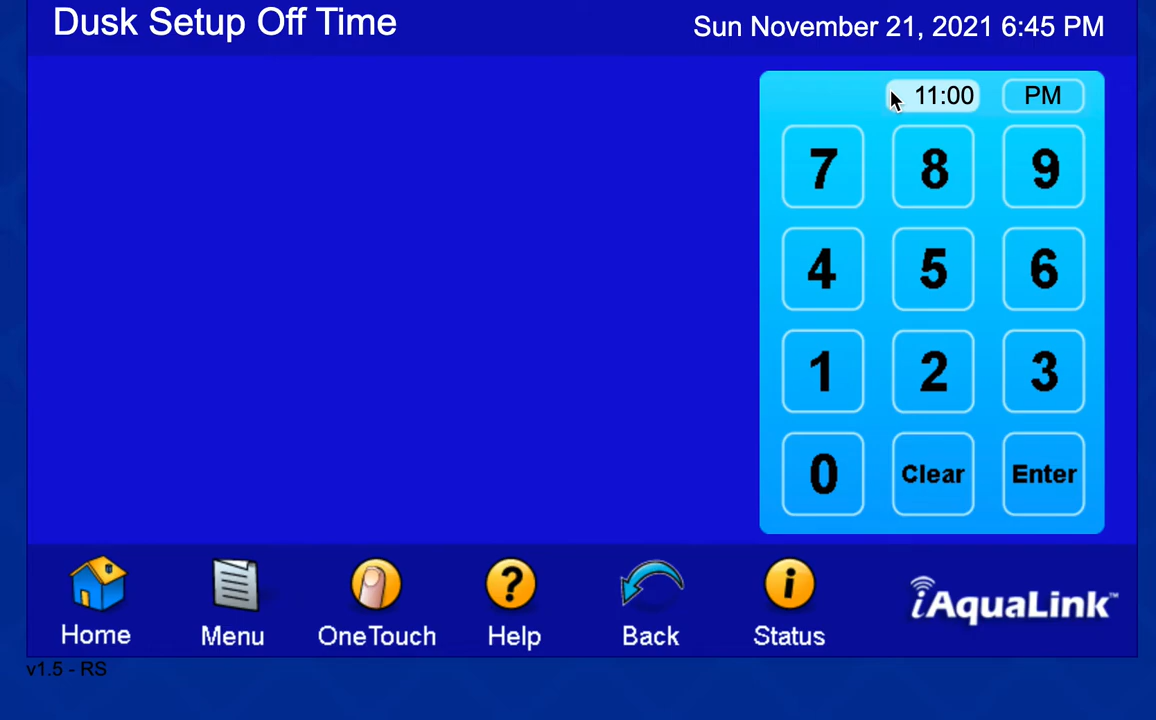 Dusk Setup Off Time
Sun November 21, 2021 6:45 PM
11:00 PM
7 8 9
4 5 6
1 2 3
0 Clear Enter
Home Menu OneTouch Help Back Status
iAquaLink™
v1.5 - RS